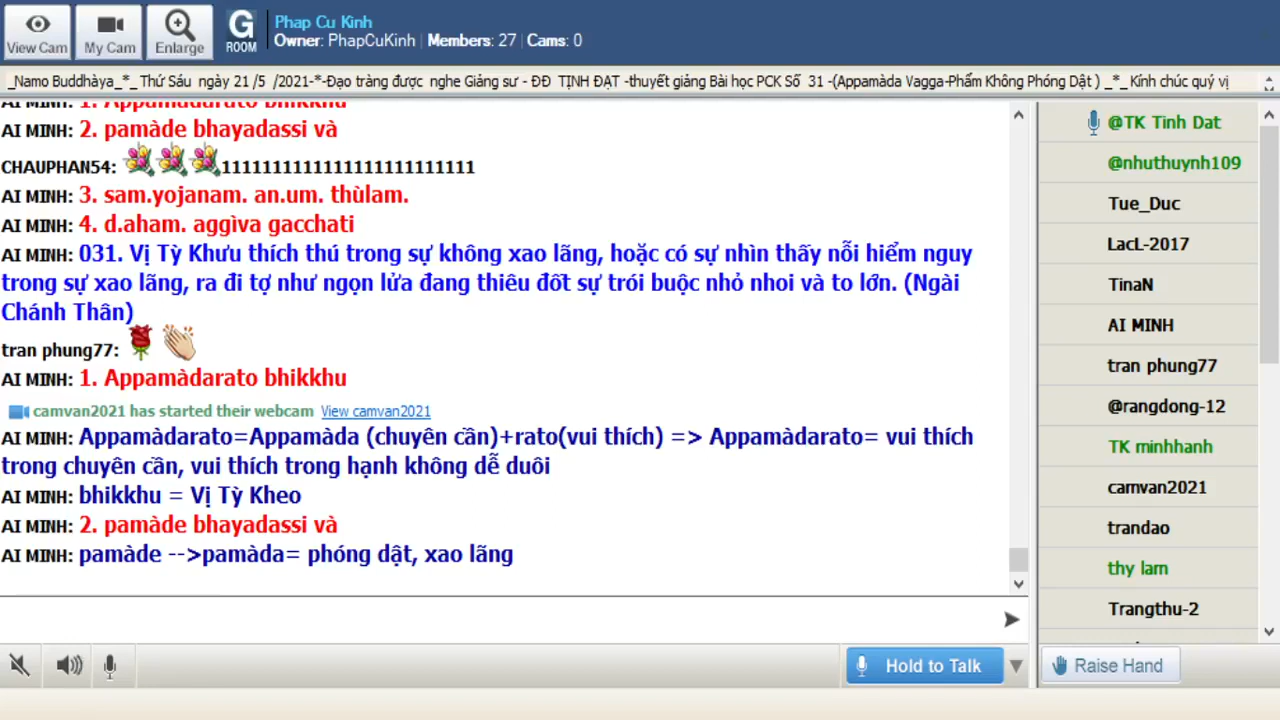 View Cam
My Cam
Enlarge
G
ROOM
Phap Cu Kinh
Owner: PhapCuKinh | Members: 27 | Cams: 0
_Namo Buddhàya_*_ Thứ Sáu ngày 21 /5 /2021-*-Đạo tràng được nghe Giảng sư - ĐĐ TỊNH ĐẠT -thuyết giảng Bài học PCK Số 31 -(Appamàda Vagga-Phẩm Không Phóng Dật ) _*_ Kính chúc quý vị
AI MINH: 1. Appamàdarato bhikkhu
AI MINH: 2. pamàde bhayadassi và
CHAUPHAN54: 1111111111111111111111111
AI MINH: 3. sam.yojanam. an.um. thùlam.
AI MINH: 4. d.aham. aggìva gacchati
AI MINH: 031. Vị Tỳ Khưu thích thú trong sự không xao lãng, hoặc có sự nhìn thấy nỗi hiểm nguy
trong sự xao lãng, ra đi tợ như ngọn lửa đang thiêu đốt sự trói buộc nhỏ nhoi và to lớn. (Ngài
Chánh Thân)
tran phung77:
AI MINH: 1. Appamàdarato bhikkhu
camvan2021 has started their webcam View camvan2021
AI MINH: Appamàdarato=Appamàda (chuyên cần)+rato(vui thích) => Appamàdarato= vui thích
trong chuyên cần, vui thích trong hạnh không dễ duôi
AI MINH: bhikkhu = Vị Tỳ Kheo
AI MINH: 2. pamàde bhayadassi và
AI MINH: pamàde -->pamàda= phóng dật, xao lãng
@TK Tinh Dat
@nhuthuynh109
Tue_Duc
LacL-2017
TinaN
AI MINH
tran phung77
@rangdong-12
TK minhhanh
camvan2021
trandao
thy lam
Trangthu-2
Hold to Talk
Raise Hand